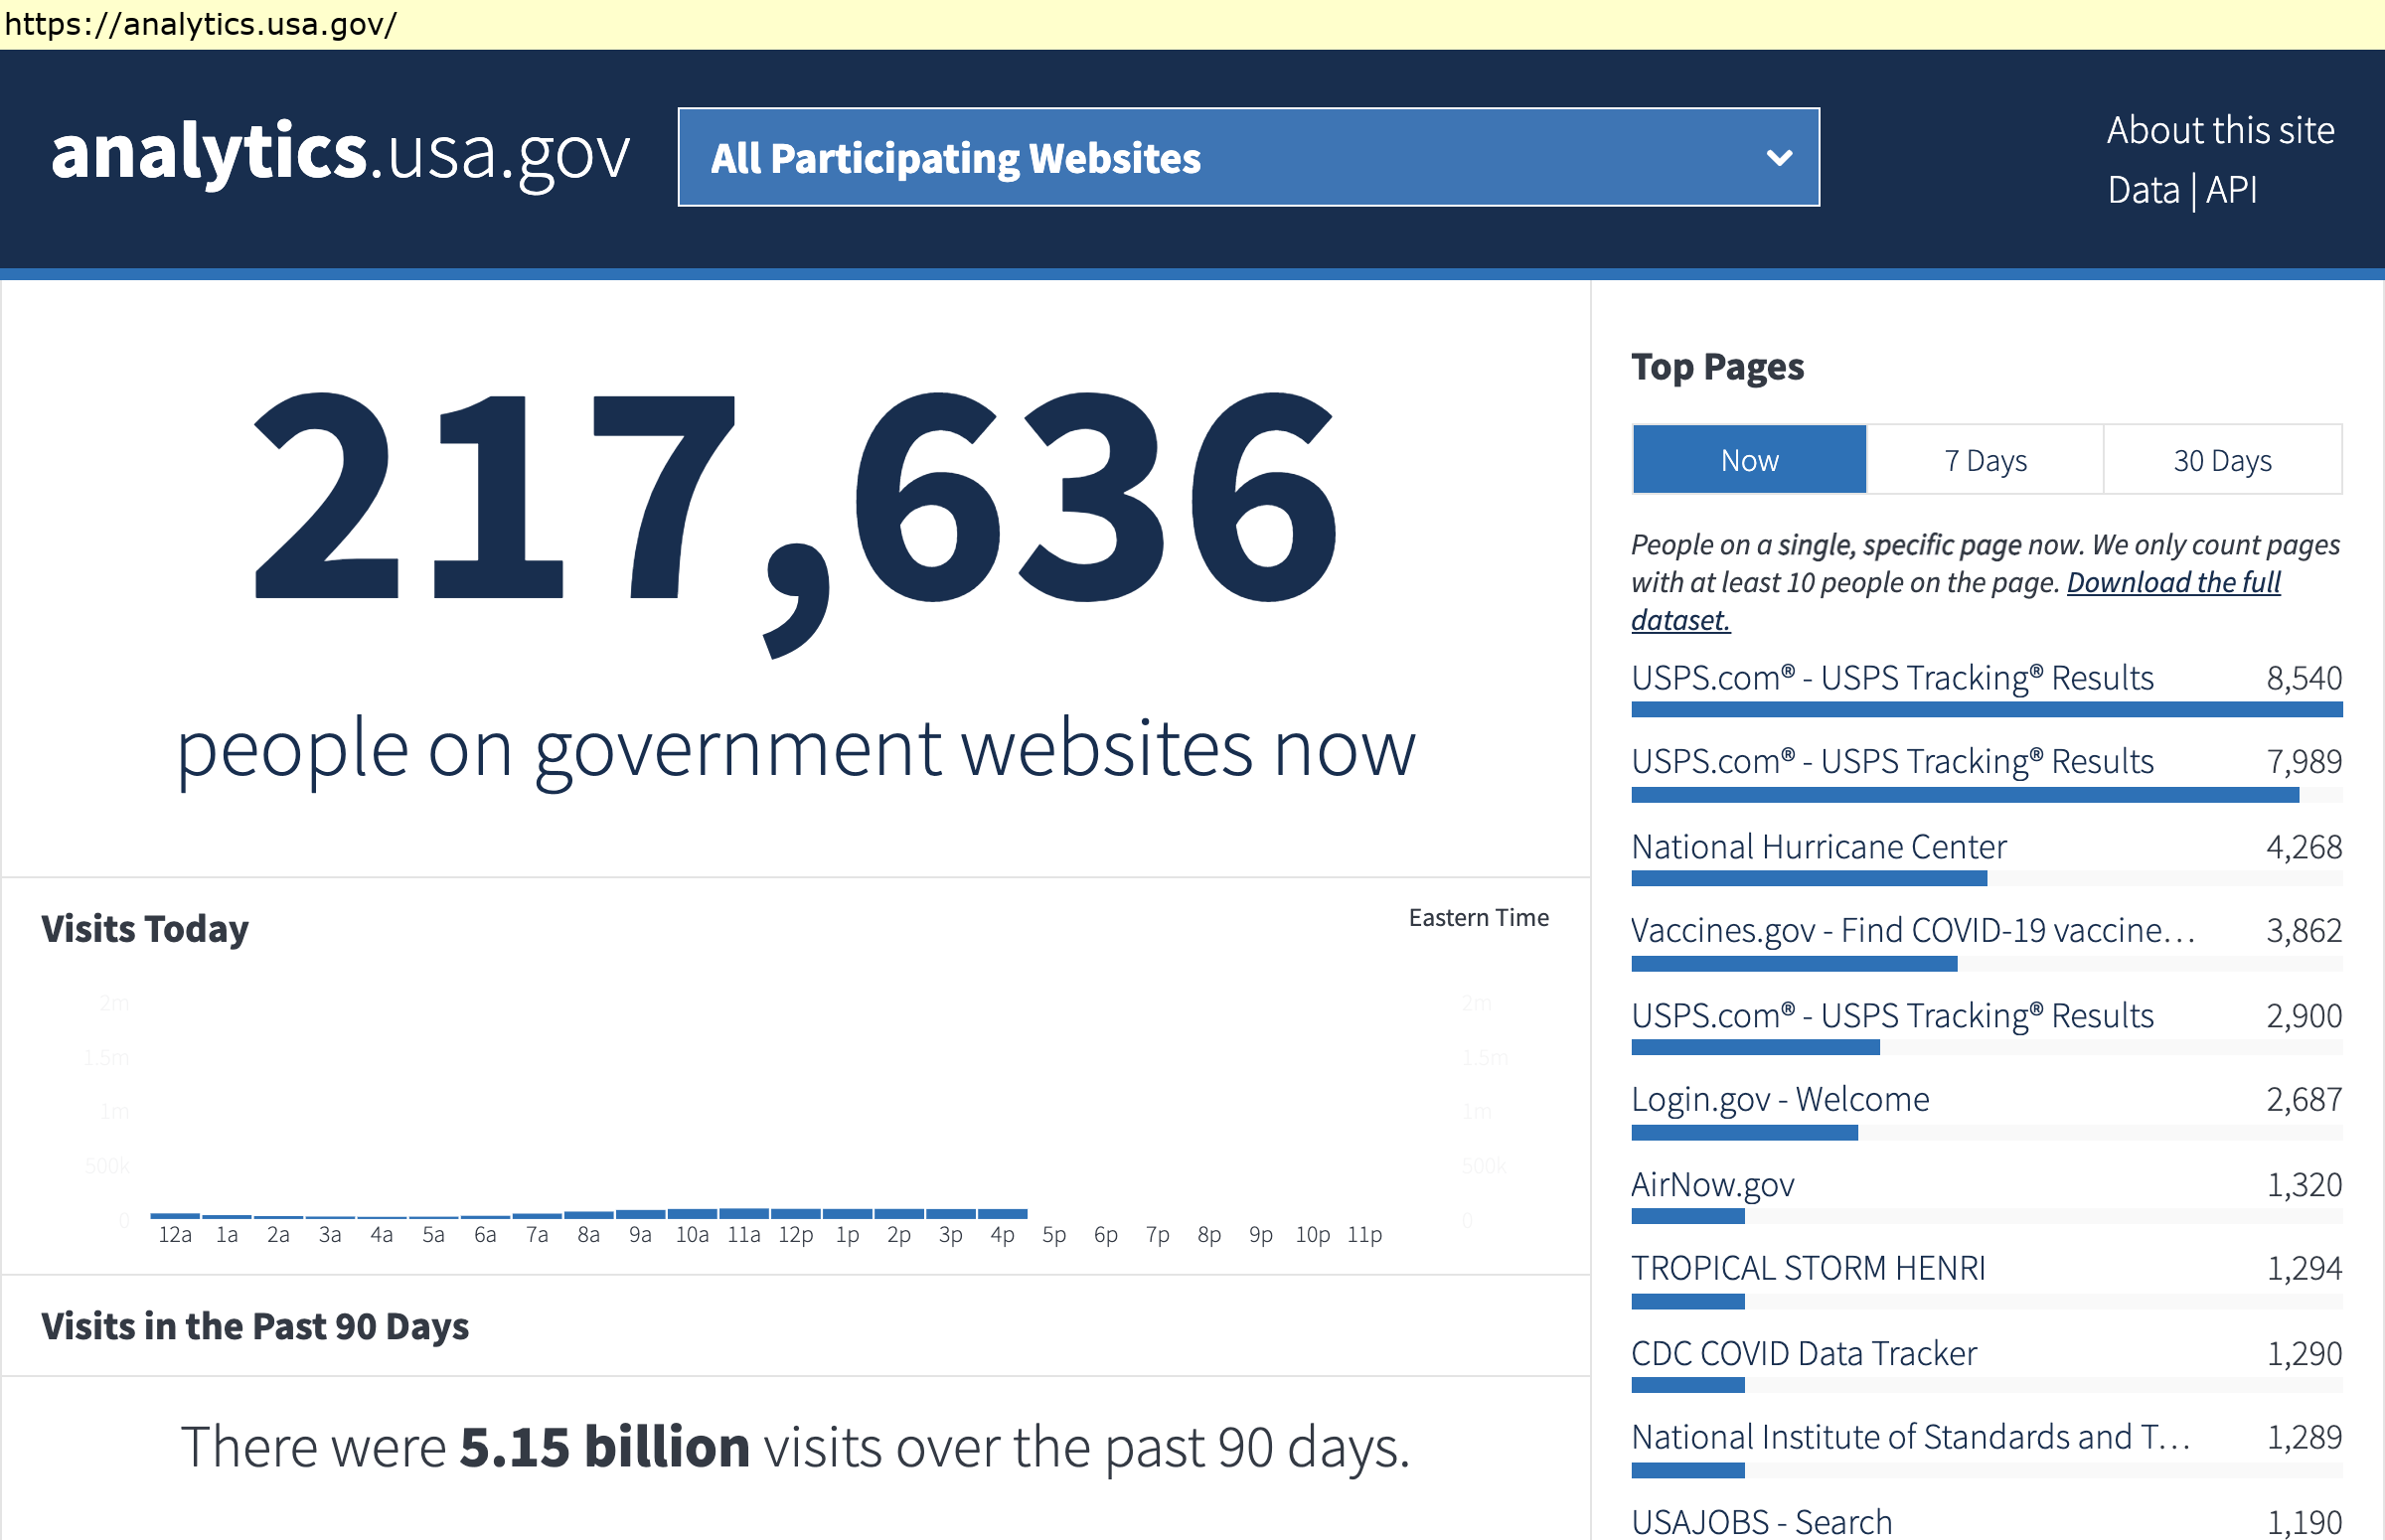 https://analytics.usa.gov/
analytics.usa.gov
All Participating Websites
About this site
Data | API
217,636
people on government websites now
Visits Today
Eastern Time
2m
2m
1.5m
1.5m
1m
1m
500k
500k
0
0
12a 1a 2a 3a 4a 5a 6a 7a 8a 9a 10a 11a 12p 1p 2p 3p 4p 5p 6p 7p 8p 9p 10p 11p
Visits in the Past 90 Days
There were 5.15 billion visits over the past 90 days.
Top Pages
Now 7 Days 30 Days
People on a single, specific page now. We only count pages
with at least 10 people on the page. Download the full
dataset.
USPS.com® - USPS Tracking® Results 8,540
USPS.com® - USPS Tracking® Results 7,989
National Hurricane Center 4,268
Vaccines.gov - Find COVID-19 vaccine… 3,862
USPS.com® - USPS Tracking® Results 2,900
Login.gov - Welcome 2,687
AirNow.gov 1,320
TROPICAL STORM HENRI 1,294
CDC COVID Data Tracker 1,290
National Institute of Standards and T… 1,289
USAJOBS - Search 1,190